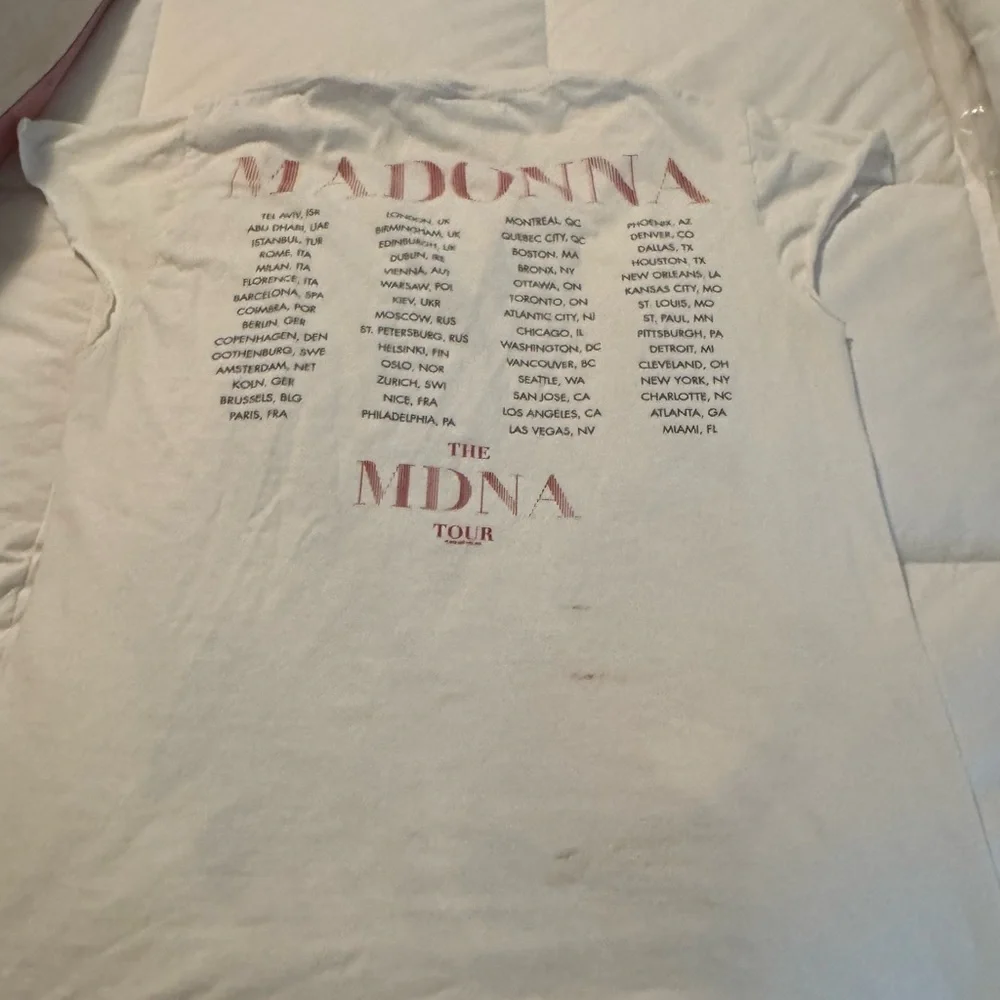 MADONNA
TEL AVIV, ISR
ABU DHABI, UAE
ISTANBUL, TUR
ROME, ITA
MILAN, ITA
FLORENCE, ITA
BARCELONA, SPA
COIMBRA, POR
BERLIN, GER
COPENHAGEN, DEN
GOTHENBURG, SWE
AMSTERDAM, NET
KOLN, GER
BRUSSELS, BLG
PARIS, FRA
LONDON, UK
BIRMINGHAM, UK
EDINBURGH, UK
DUBLIN, IRE
VIENNA, AUT
WARSAW, POL
KIEV, UKR
MOSCOW, RUS
ST. PETERSBURG, RUS
HELSINKI, FIN
OSLO, NOR
ZURICH, SWI
NICE, FRA
PHILADELPHIA, PA
MONTREAL, QC
QUEBEC CITY, QC
BOSTON, MA
BRONX, NY
OTTAWA, ON
TORONTO, ON
ATLANTIC CITY, NJ
CHICAGO, IL
WASHINGTON, DC
VANCOUVER, BC
SEATTLE, WA
SAN JOSE, CA
LOS ANGELES, CA
LAS VEGAS, NV
PHOENIX, AZ
DENVER, CO
DALLAS, TX
HOUSTON, TX
NEW ORLEANS, LA
KANSAS CITY, MO
ST. LOUIS, MO
ST. PAUL, MN
PITTSBURGH, PA
DETROIT, MI
CLEVELAND, OH
NEW YORK, NY
CHARLOTTE, NC
ATLANTA, GA
MIAMI, FL
THE
MDNA
TOUR